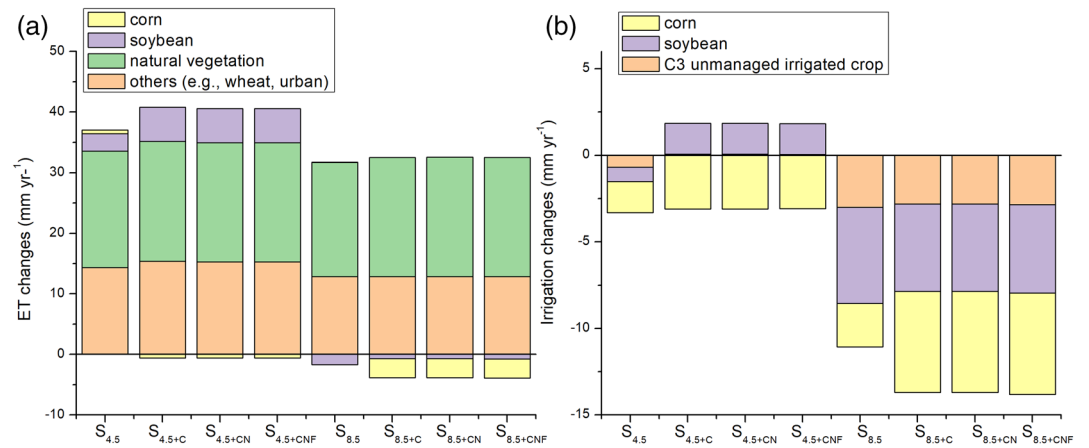 (a)
corn
soybean
natural vegetation
others (e.g., wheat, urban)
ET changes (mm yr-1)
50
40
30
20
10
0
-10
S4.5
S4.5+C
S4.5+CN
S4.5+CNF
S8.5
S8.5+C
S8.5+CN
S8.5+CNF
(b)
corn
soybean
C3 unmanaged irrigated crop
Irrigation changes (mm yr-1)
5
0
-5
-10
-15
S4.5
S4.5+C
S4.5+CN
S4.5+CNF
S8.5
S8.5+C
S8.5+CN
S8.5+CNF